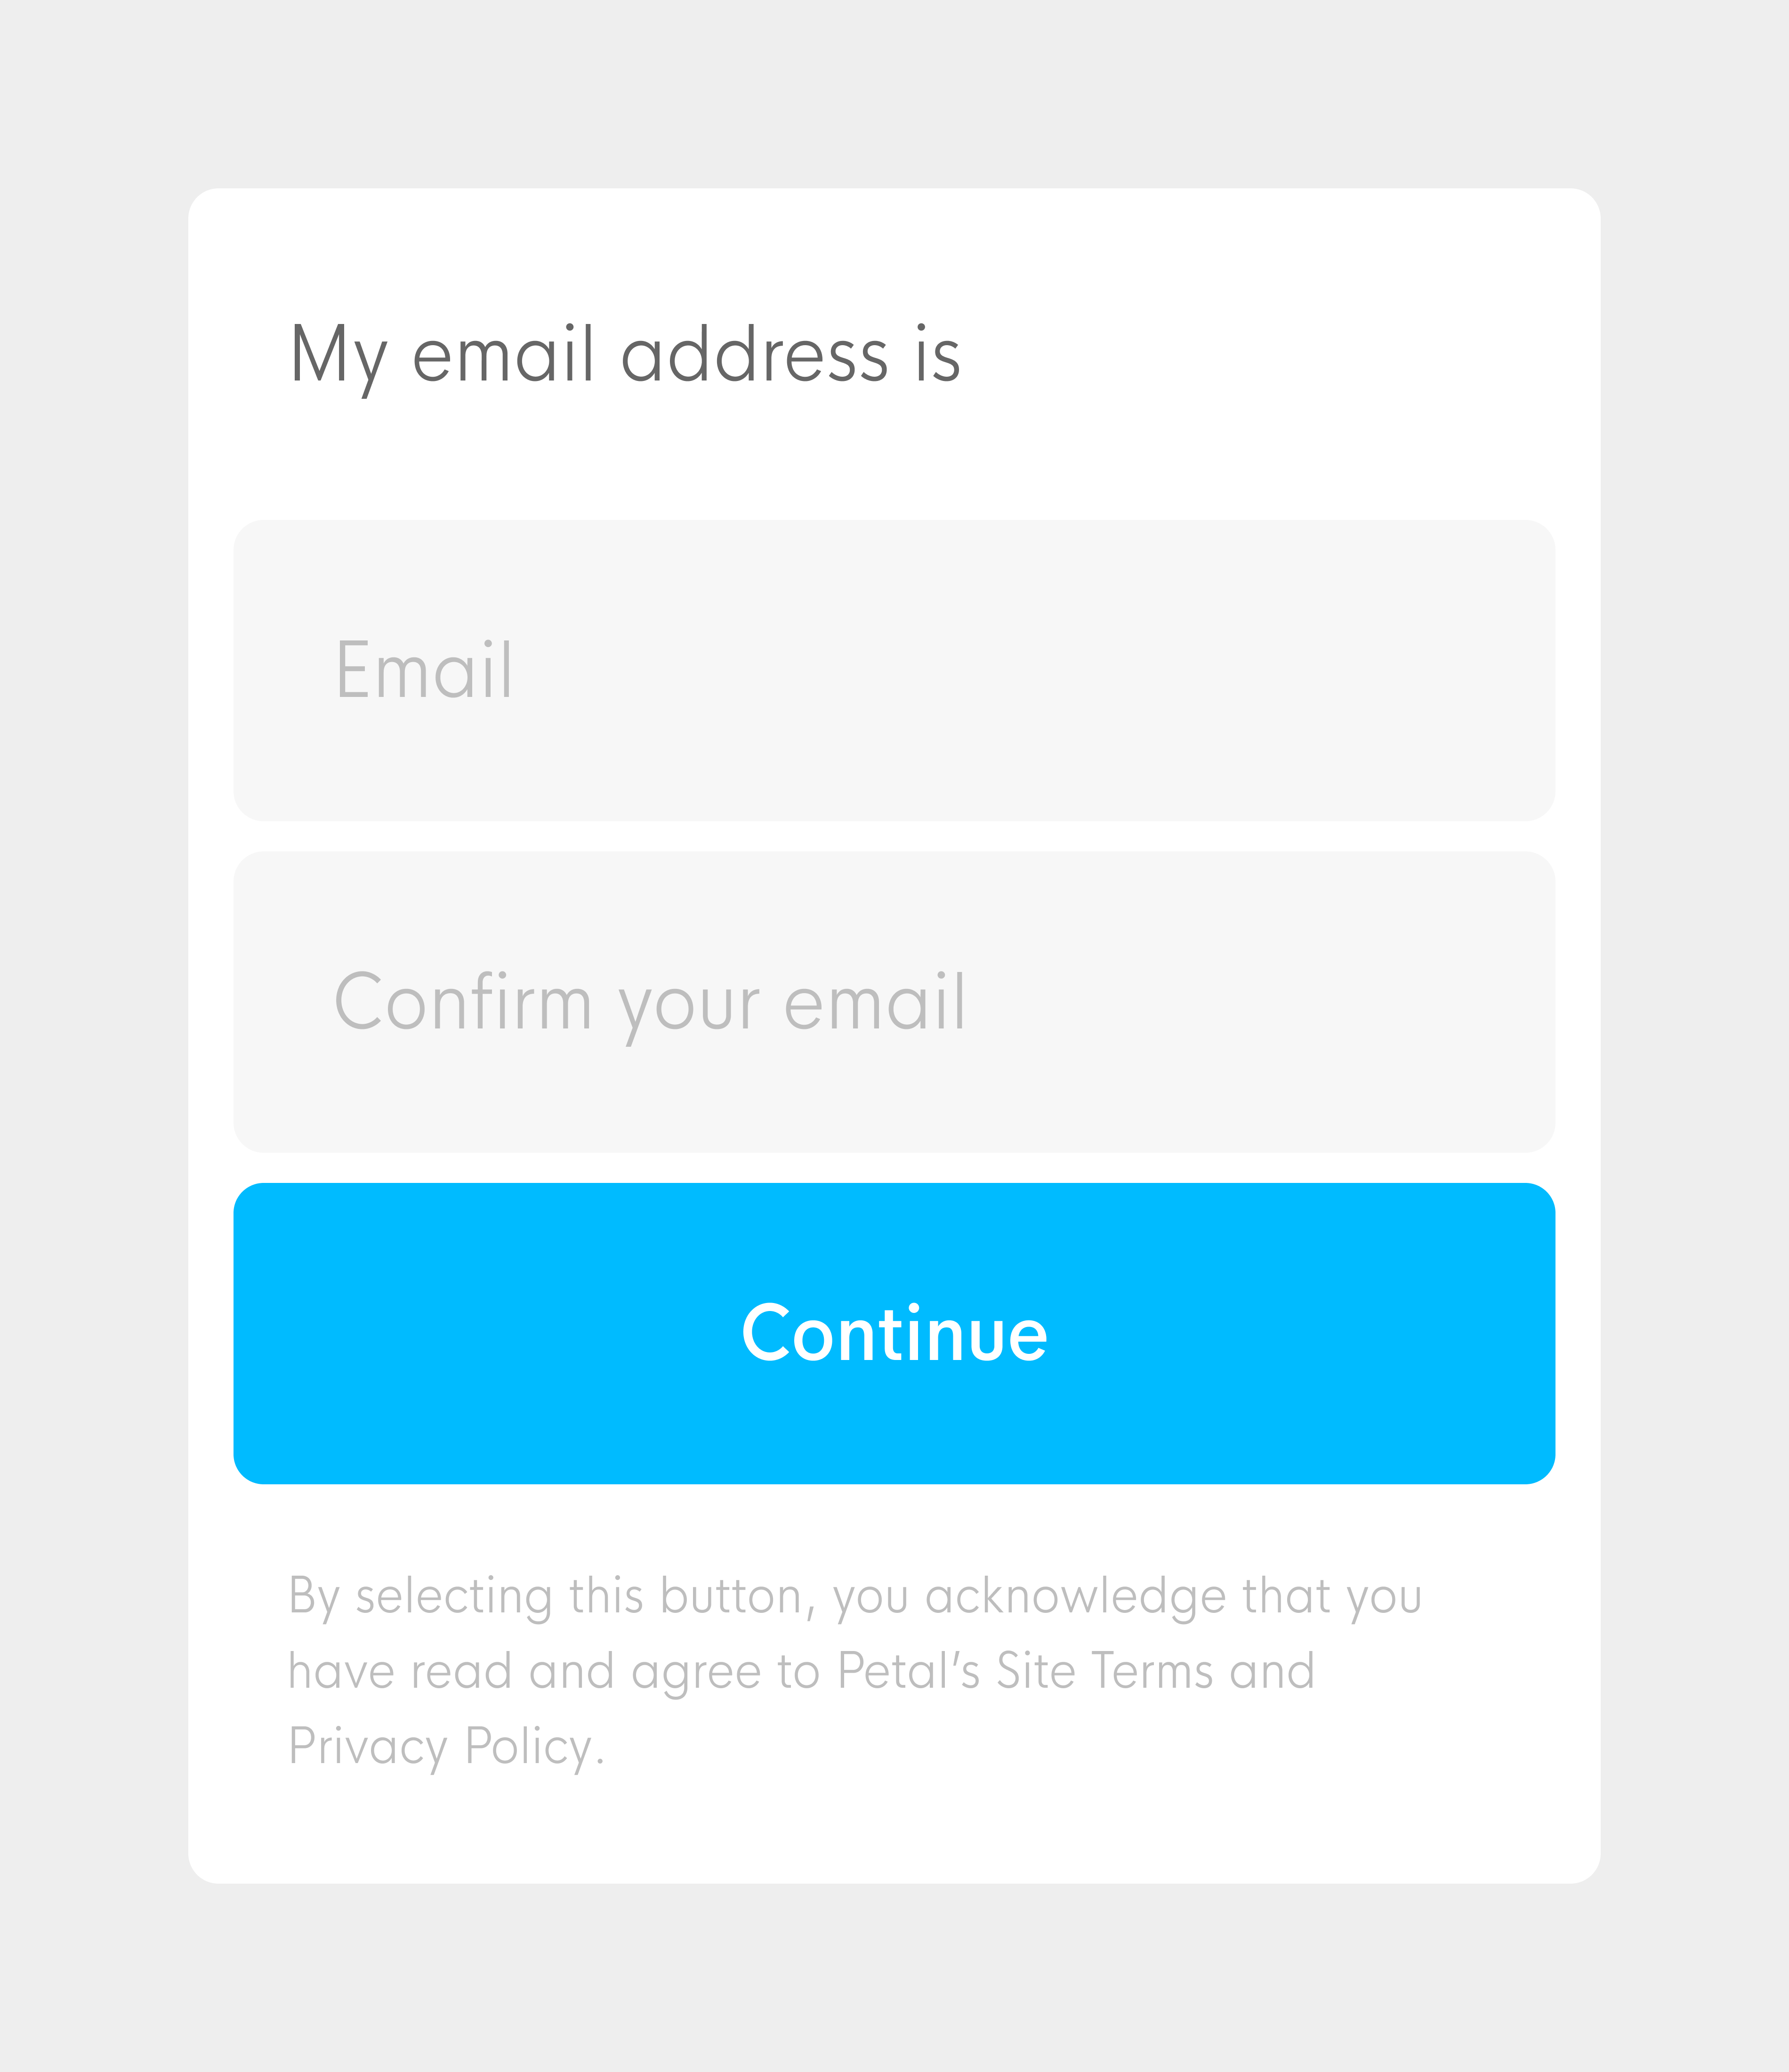 My email address is
Email
Confirm your email
Continue
By selecting this button, you acknowledge that you
have read and agree to Petal’s Site Terms and
Privacy Policy.